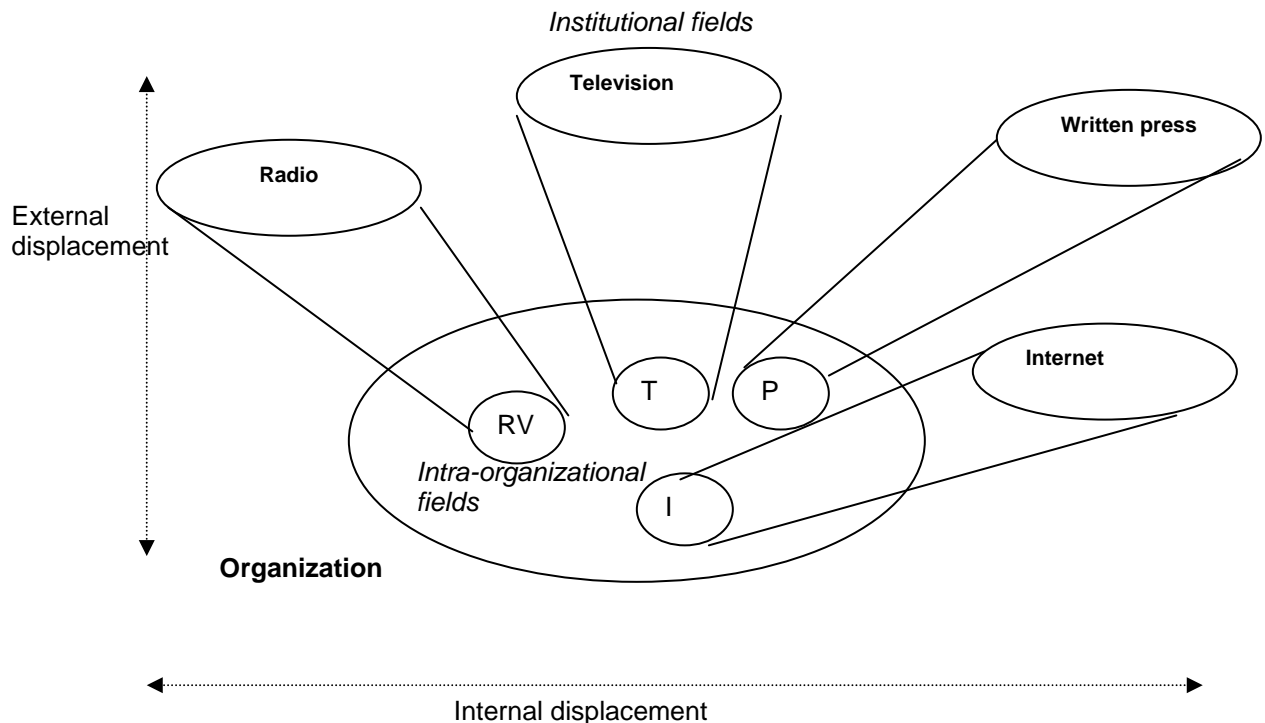 Institutional fields
Television
Written press
Radio
External
displacement
Internet
T
P
RV
Intra-organizational
fields
I
Organization
Internal displacement